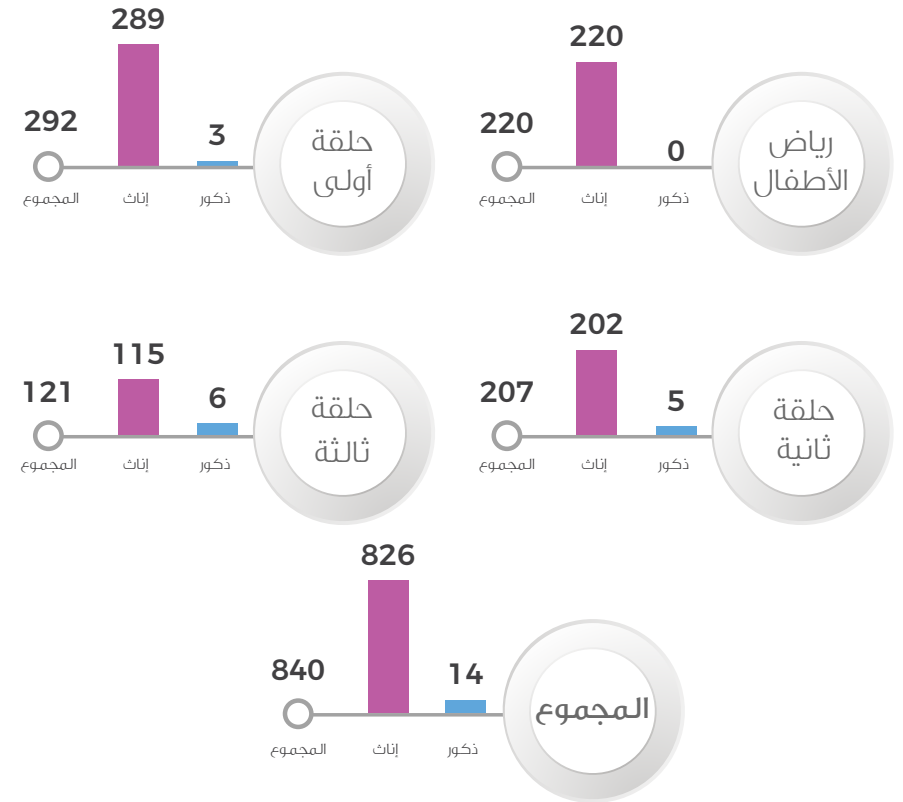 رياض
الأطفال
220
0
220
ذكور
إناث
المجموع
حلقة
أولى
289
3
292
ذكور
إناث
المجموع
حلقة
ثانية
202
5
207
ذكور
إناث
المجموع
حلقة
ثالثة
115
6
121
ذكور
إناث
المجموع
المجموع
826
14
840
ذكور
إناث
المجموع